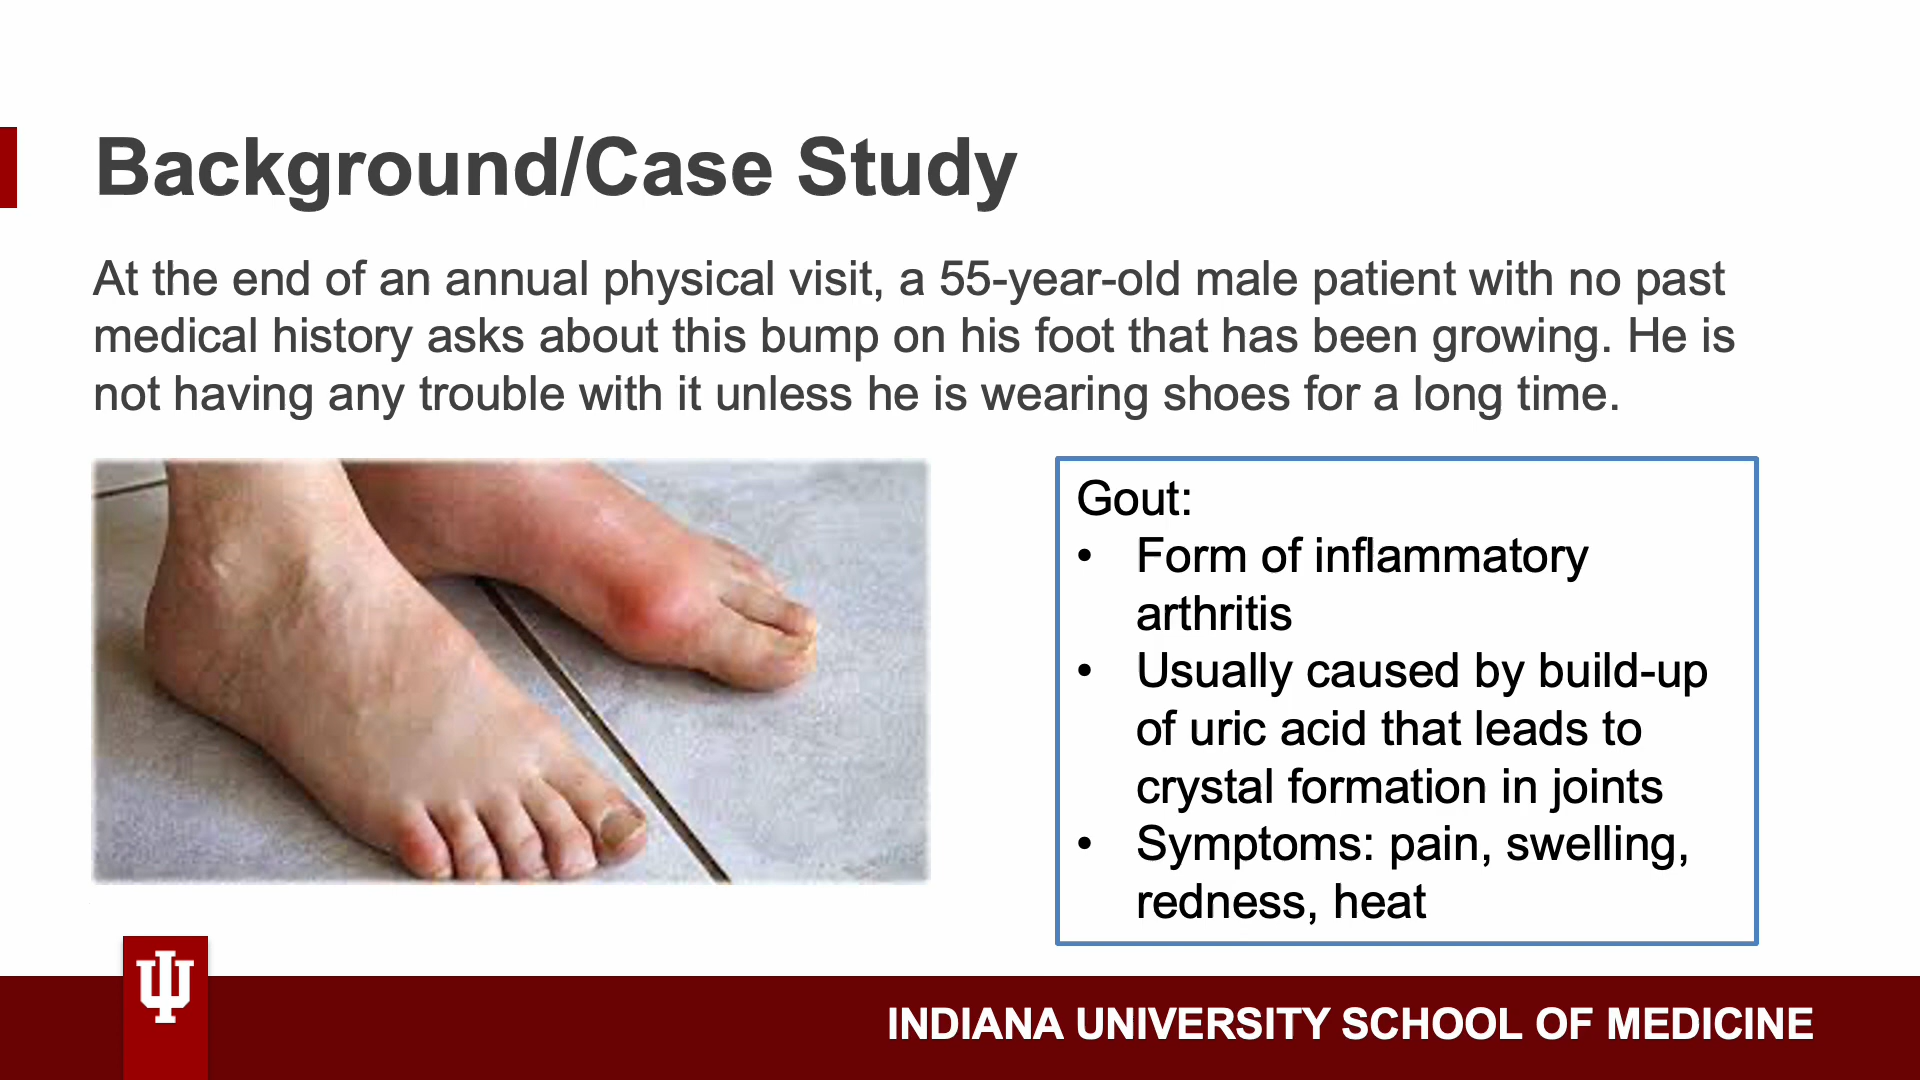 Background/Case Study
At the end of an annual physical visit, a 55-year-old male patient with no past
medical history asks about this bump on his foot that has been growing. He is
not having any trouble with it unless he is wearing shoes for a long time.
Gout:
• Form of inflammatory
arthritis
• Usually caused by build-up
of uric acid that leads to
crystal formation in joints
• Symptoms: pain, swelling,
redness, heat
INDIANA UNIVERSITY SCHOOL OF MEDICINE